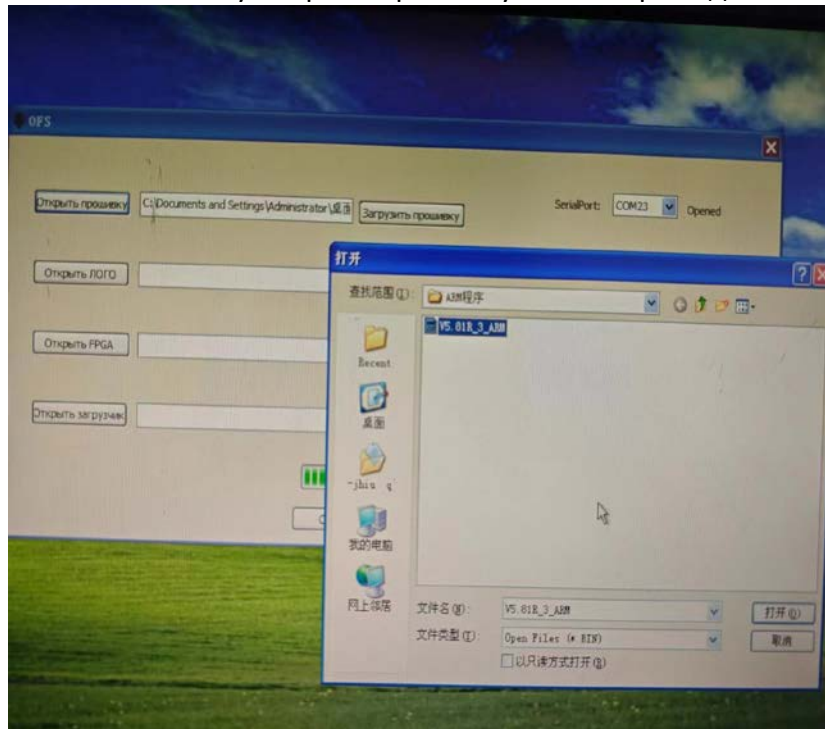 OFS
Открыть прошивку
C:\Documents and Settings\Administrator\桌面
Загрузить прошивку
SerialPort:
COM23
Opened
Открыть ЛОГО
Открыть FPGA
Открыть загрузчик
打开
查找范围(I):
ARM程序
V5.01R_3_ARM
Recent
桌面
我的电脑
网上邻居
文件名(N):
V5.01R_3_ARM
打开(O)
文件类型(T):
Open Files (*.BIN)
取消
以只读方式打开(R)